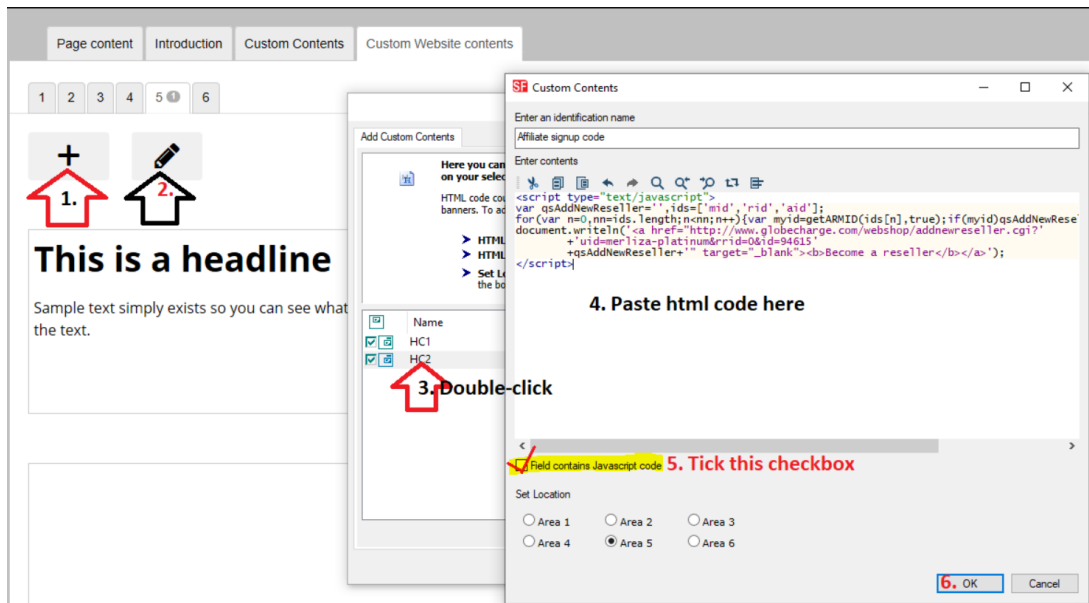 Page content
Introduction
Custom Contents
Custom Website contents
1
2
3
4
5 1
6
1.
2.
This is a headline
Sample text simply exists so you can see what
the text.
Add Custom Contents
Here you can
on your selec
HTML code cou
banners. To ad
HTML
HTML
Set Lo
the bo
Name
HC1
HC2
3. Double-click
SF Custom Contents
Enter an identification name
Affiliate signup code
Enter contents
<script type="text/javascript">
var qsAddNewReseller='',ids=['mid','rid','aid'];
for(var n=0,nn=ids.length;n<nn;n++){var myid=getARMID(ids[n],true);if(myid)qsAddNewRese
document.writeln('<a href="http://www.globecharge.com/webshop/addnewreseller.cgi?'
+'uid=merliza-platinum&rrid=0&id=94615'
+qsAddNewReseller+'" target="_blank"><b>Become a reseller</b></a>');
</script>
4. Paste html code here
Field contains Javascript code 5. Tick this checkbox
Set Location
Area 1
Area 2
Area 3
Area 4
Area 5
Area 6
6. OK
Cancel